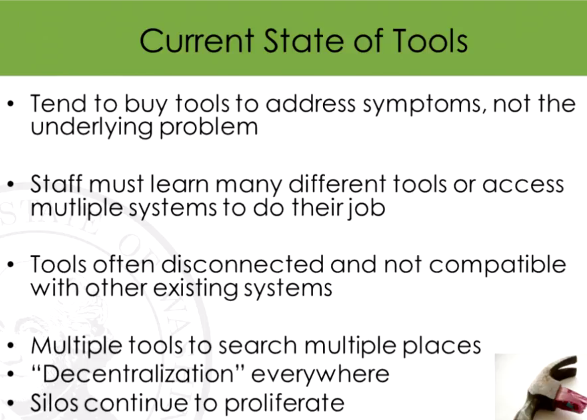 Current State of Tools
• Tend to buy tools to address symptoms, not the
underlying problem
• Staff must learn many different tools or access
mutliple systems to do their job
• Tools often disconnected and not compatible
with other existing systems
• Multiple tools to search multiple places
• “Decentralization” everywhere
• Silos continue to proliferate